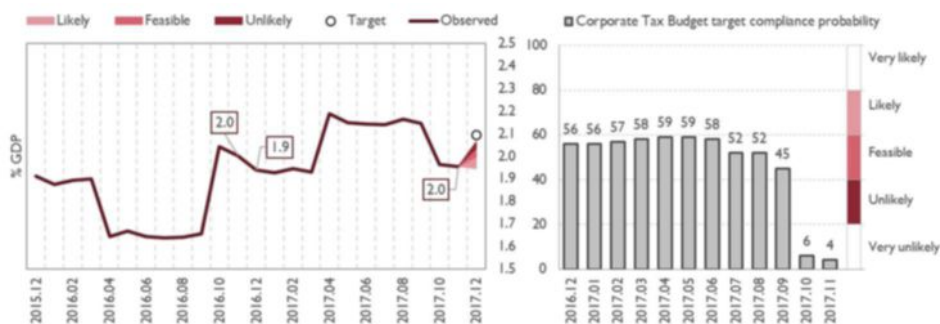 Likely Feasible Unlikely Target Observed
Corporate Tax Budget target compliance probability
% GDP
2.5
2.4
2.3
2.2
2.1
2.0
1.9
1.8
1.7
1.6
1.5
2.0
1.9
2.0
2015.12 2016.02 2016.04 2016.06 2016.08 2016.10 2016.12 2017.02 2017.04 2017.06 2017.08 2017.10 2017.12
100
80
60
40
20
0
56 56 57 58 59 59 58 52 52 45 6 4
2016.12 2017.01 2017.02 2017.03 2017.04 2017.05 2017.06 2017.07 2017.08 2017.09 2017.10 2017.11
Very likely
Likely
Feasible
Unlikely
Very unlikely